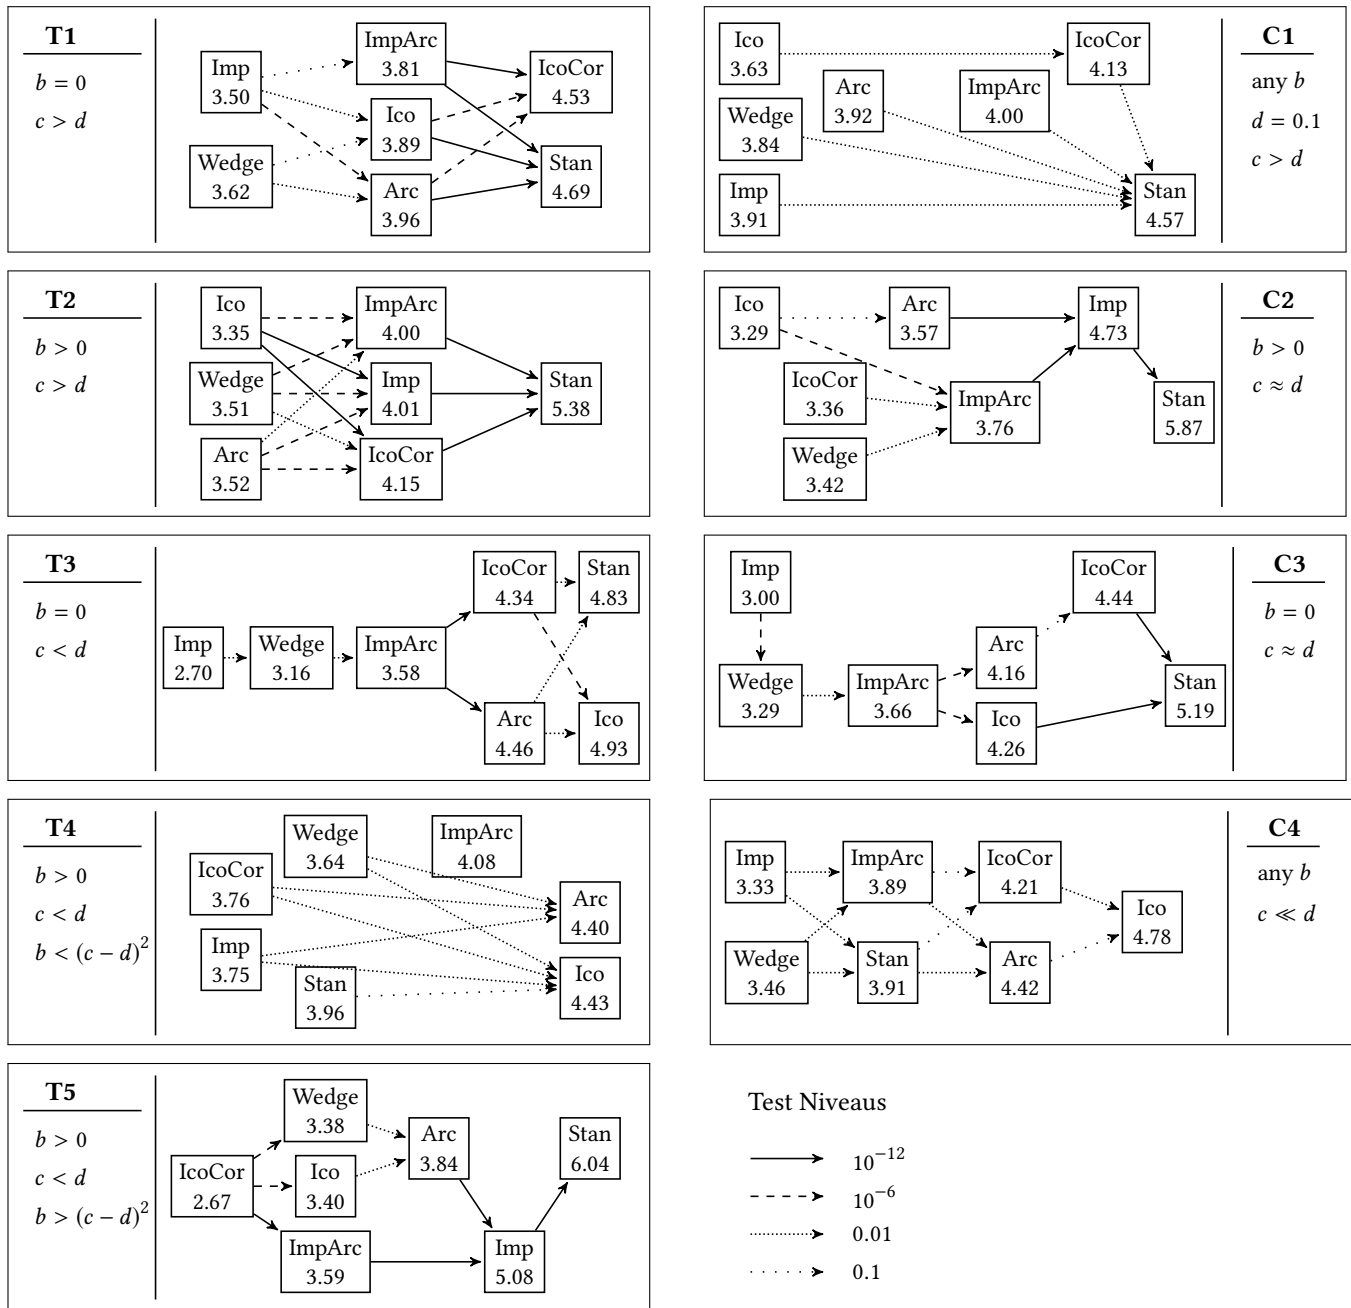 T1
b = 0
c > d
Imp
3.50
Wedge
3.62
ImpArc
3.81
Ico
3.89
Arc
3.96
IcoCor
4.53
Stan
4.69
C1
any b
d = 0.1
c > d
Ico
3.63
Wedge
3.84
Imp
3.91
Arc
3.92
ImpArc
4.00
IcoCor
4.13
Stan
4.57
T2
b > 0
c > d
Ico
3.35
Wedge
3.51
Arc
3.52
ImpArc
4.00
Imp
4.01
IcoCor
4.15
Stan
5.38
C2
b > 0
c ≈ d
Ico
3.29
IcoCor
3.36
Wedge
3.42
Arc
3.57
ImpArc
3.76
Imp
4.73
Stan
5.87
T3
b = 0
c < d
Imp
2.70
Wedge
3.16
ImpArc
3.58
IcoCor
4.34
Arc
4.46
Stan
4.83
Ico
4.93
C3
b = 0
c ≈ d
Imp
3.00
Wedge
3.29
ImpArc
3.66
Arc
4.16
Ico
4.26
IcoCor
4.44
Stan
5.19
T4
b > 0
c < d
b < (c − d)²
IcoCor
3.76
Imp
3.75
Wedge
3.64
Stan
3.96
ImpArc
4.08
Arc
4.40
Ico
4.43
C4
any b
c ≪ d
Imp
3.33
Wedge
3.46
ImpArc
3.89
Stan
3.91
IcoCor
4.21
Arc
4.42
Ico
4.78
T5
b > 0
c < d
b > (c − d)²
IcoCor
2.67
Wedge
3.38
Ico
3.40
ImpArc
3.59
Arc
3.84
Imp
5.08
Stan
6.04
Test Niveaus
10⁻¹²
10⁻⁶
0.01
0.1